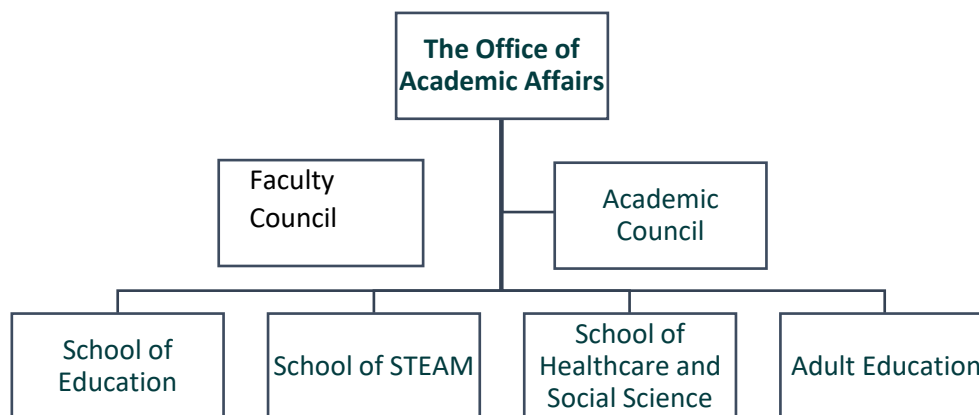 The Office of
Academic Affairs
Faculty
Council
Academic
Council
School of
Education
School of STEAM
School of
Healthcare and
Social Science
Adult Education